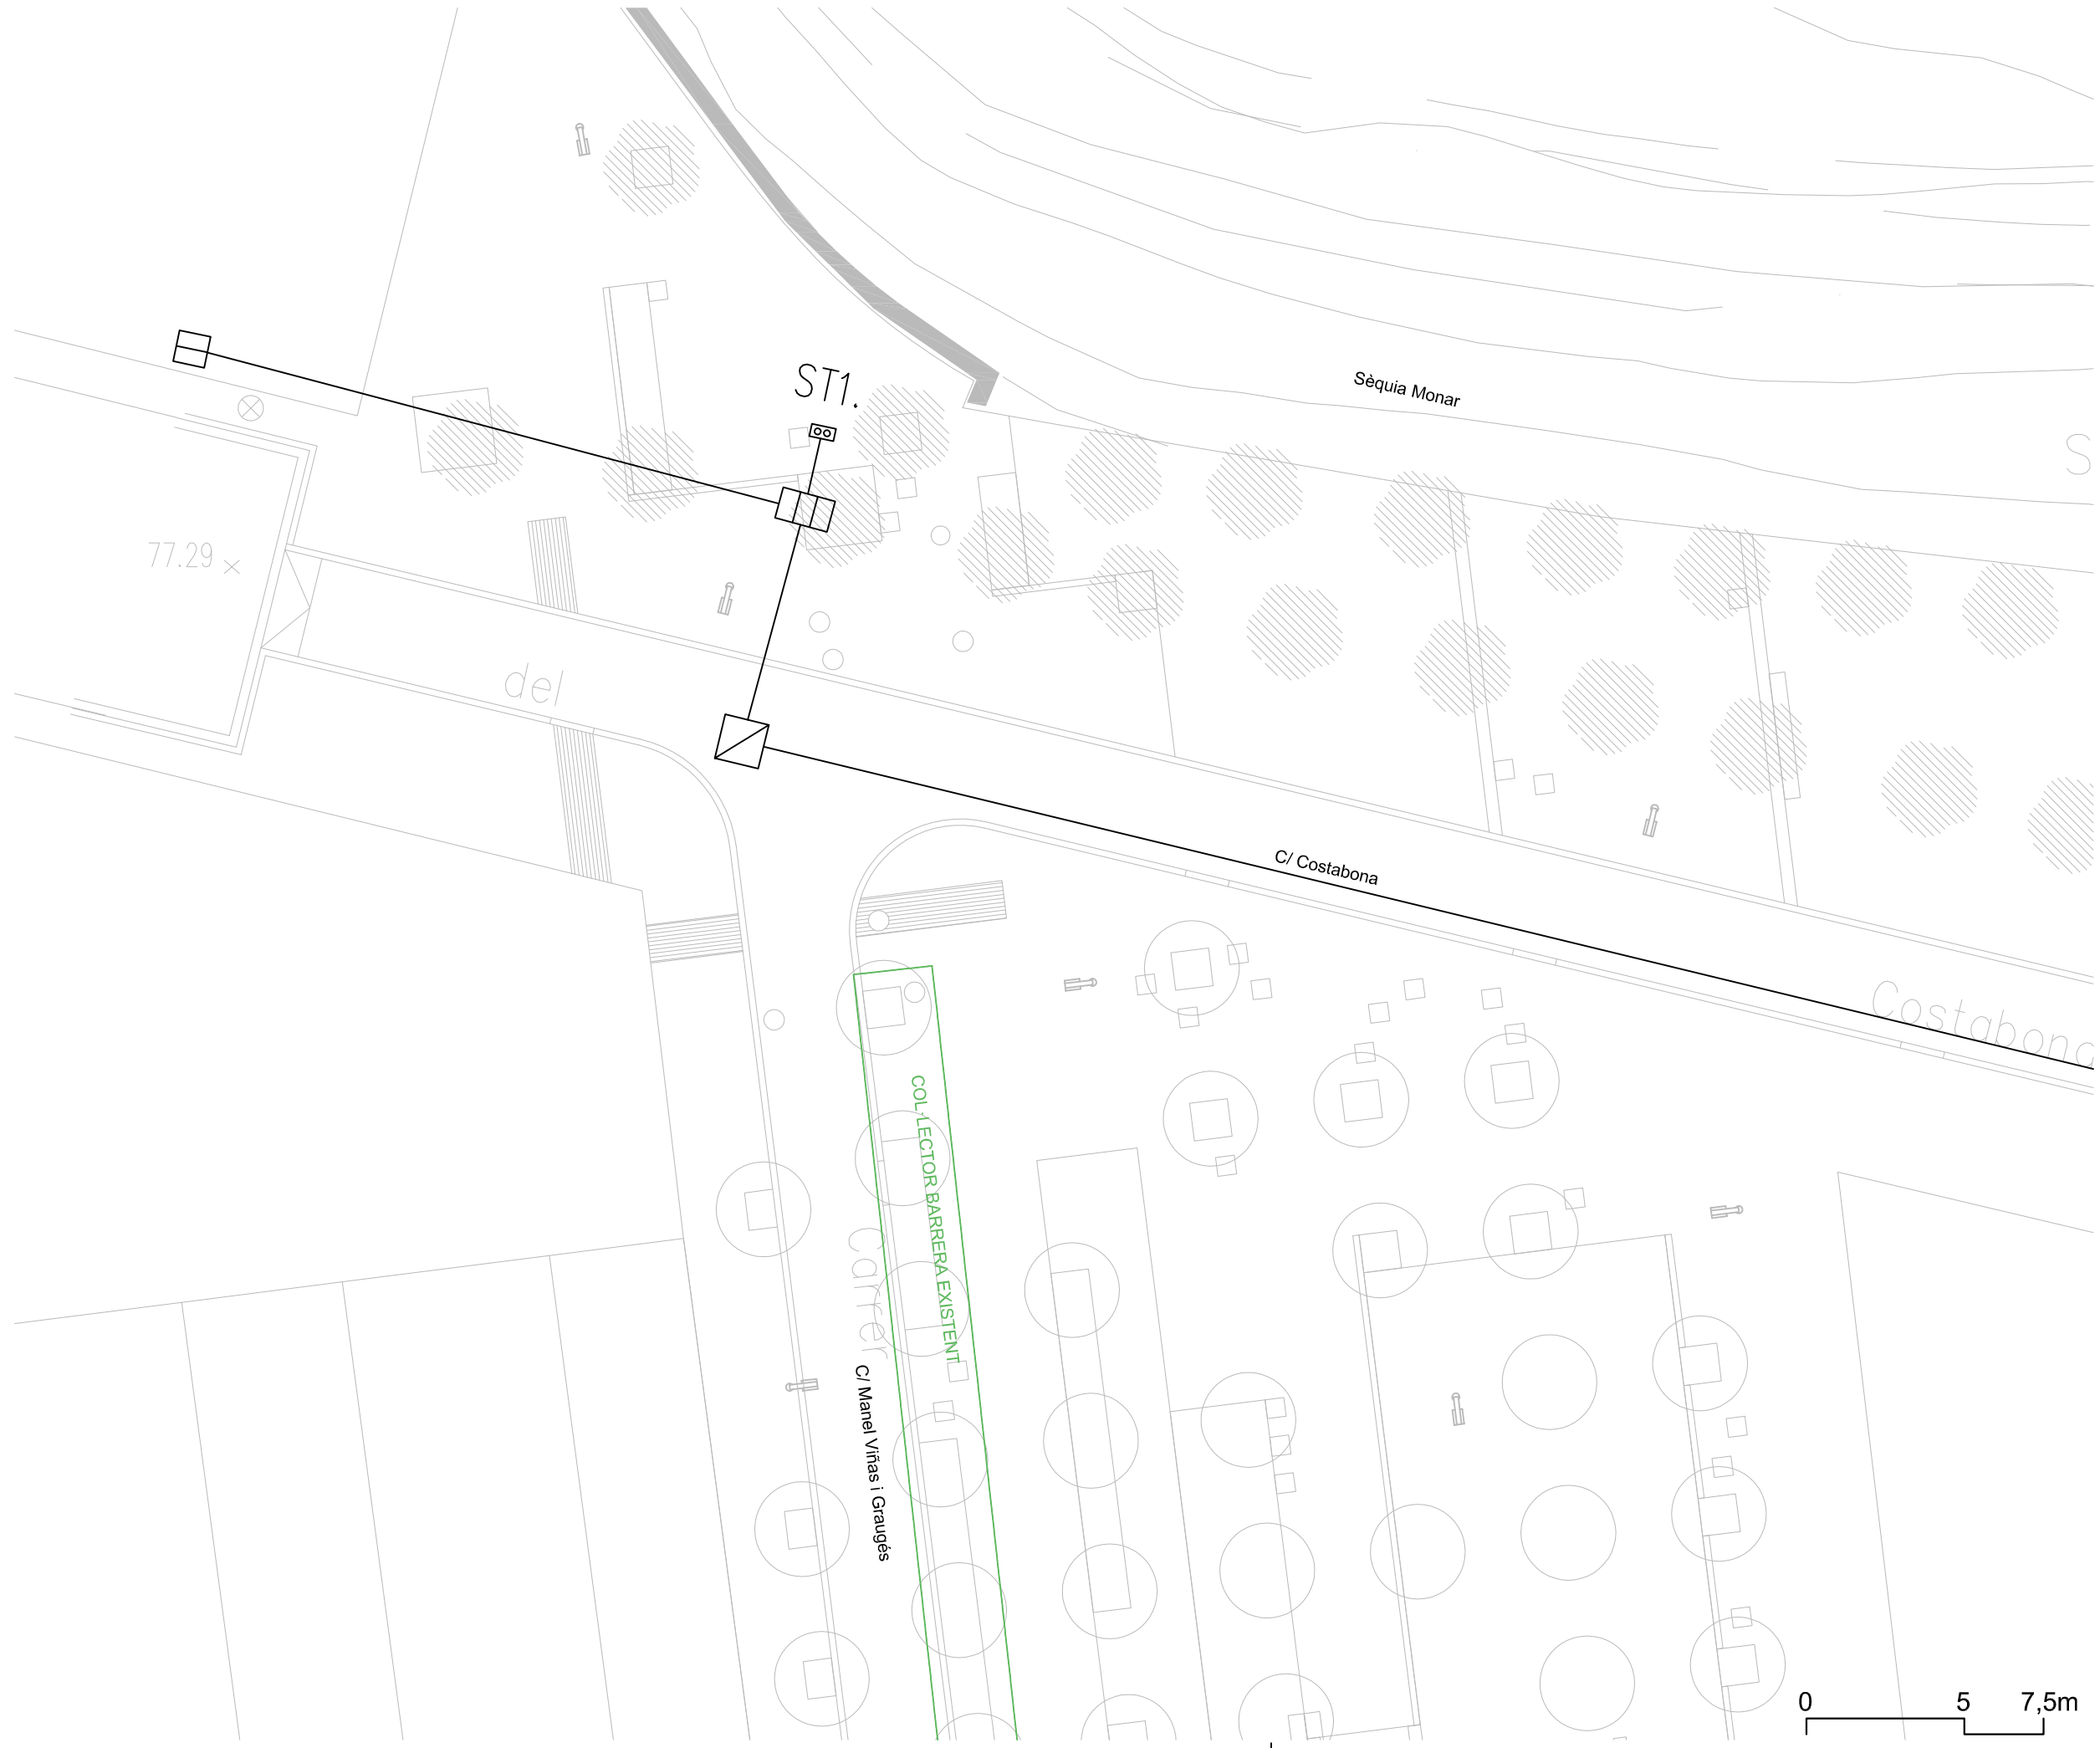 ST1.
Sèquia Monar
S
77.29
del
C/ Costabona
Costabona
COL·LECTOR BARRERA EXISTENT
Carrer
C/ Manel Viñas i Graugés
0 5 7,5m